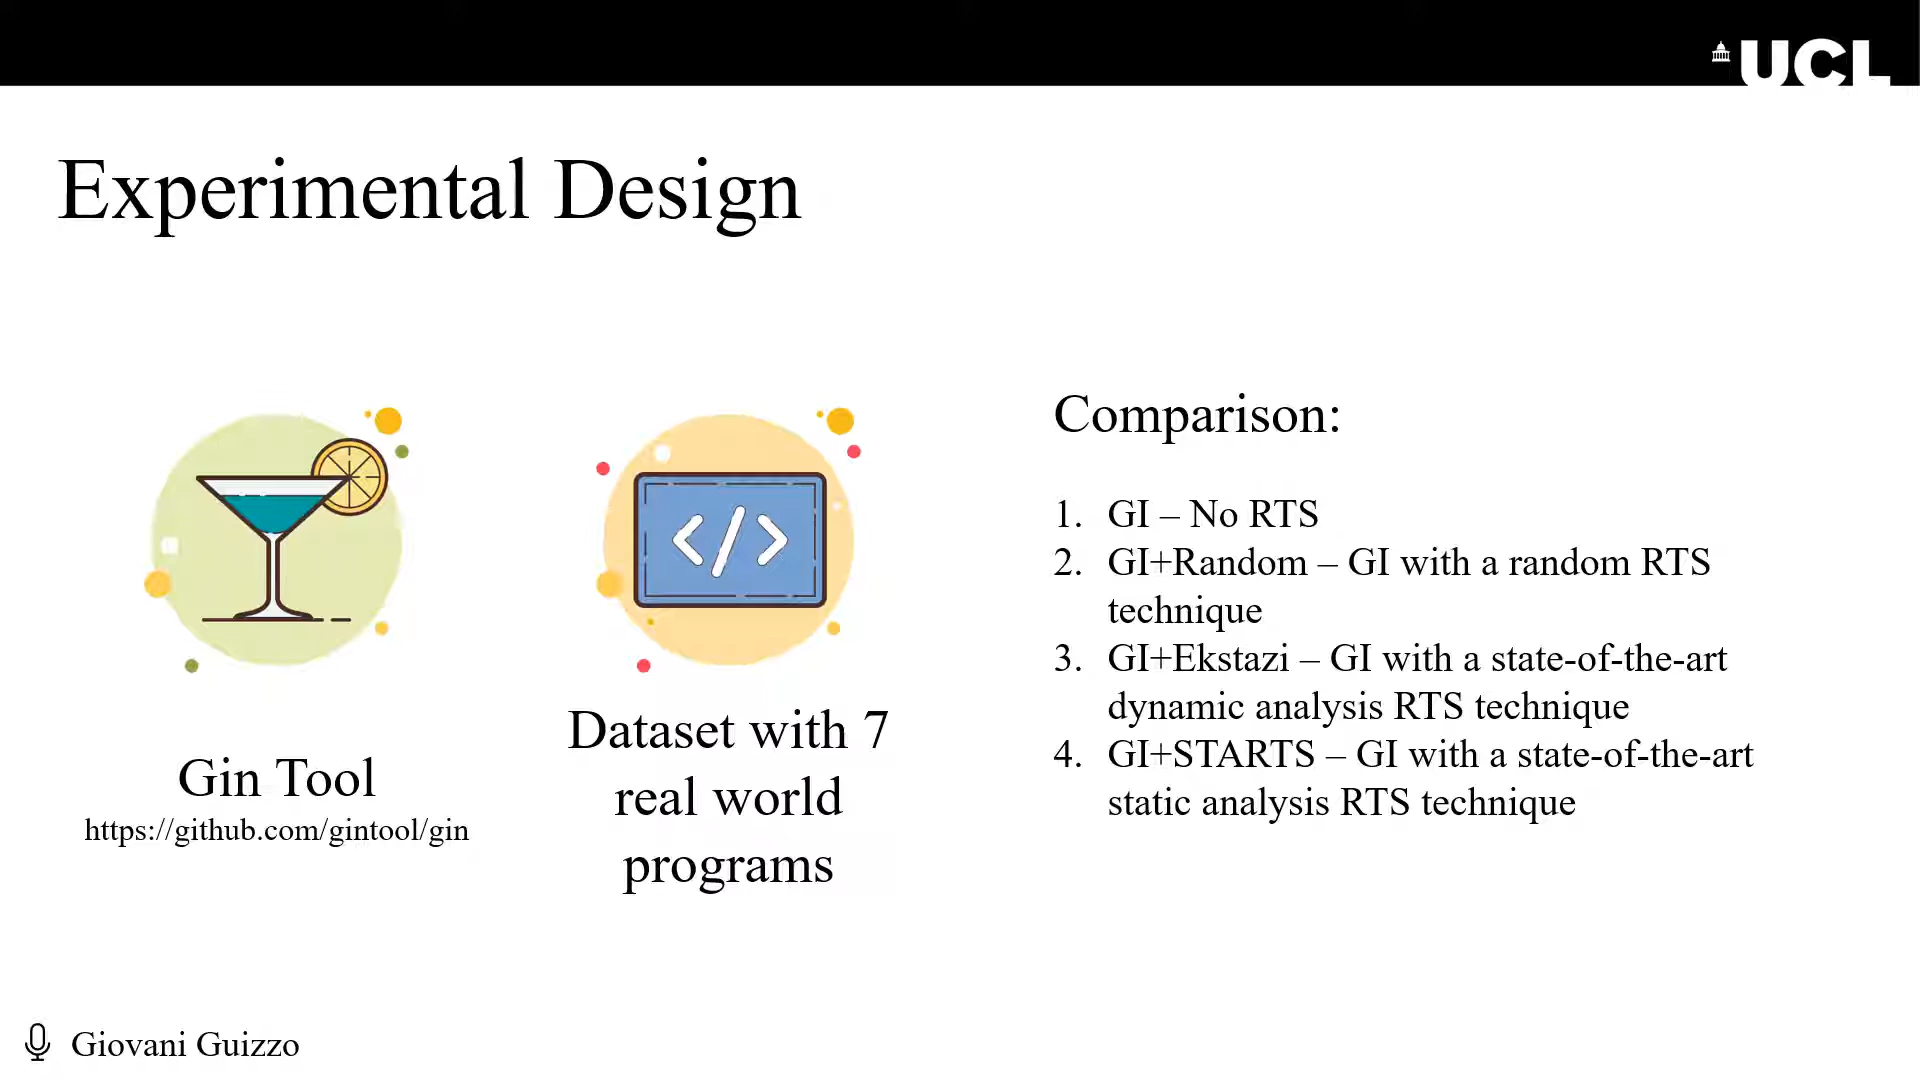 UCL
Experimental Design
Gin Tool
https://github.com/gintool/gin
</>
Dataset with 7
real world
programs
Comparison:
1. GI – No RTS
2. GI+Random – GI with a random RTS
technique
3. GI+Ekstazi – GI with a state-of-the-art
dynamic analysis RTS technique
4. GI+STARTS – GI with a state-of-the-art
static analysis RTS technique
Giovani Guizzo